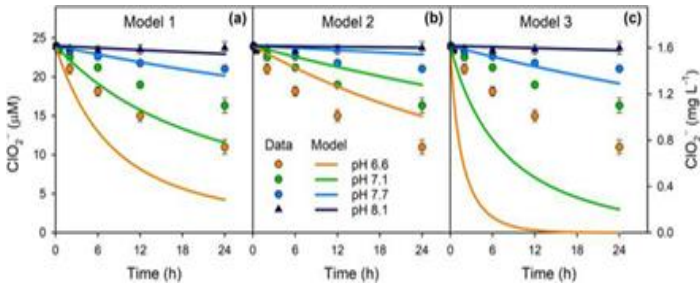 Model 1
(a)
Model 2
(b)
Model 3
(c)
ClO₂⁻ (μM)
25
20
15
10
5
0
1.6
1.2
0.8
0.4
0.0
ClO₂⁻ (mg L⁻¹)
Data Model
pH 6.6
pH 7.1
pH 7.7
pH 8.1
0 6 12 18 24
0 6 12 18 24
0 6 12 18 24
Time (h)
Time (h)
Time (h)